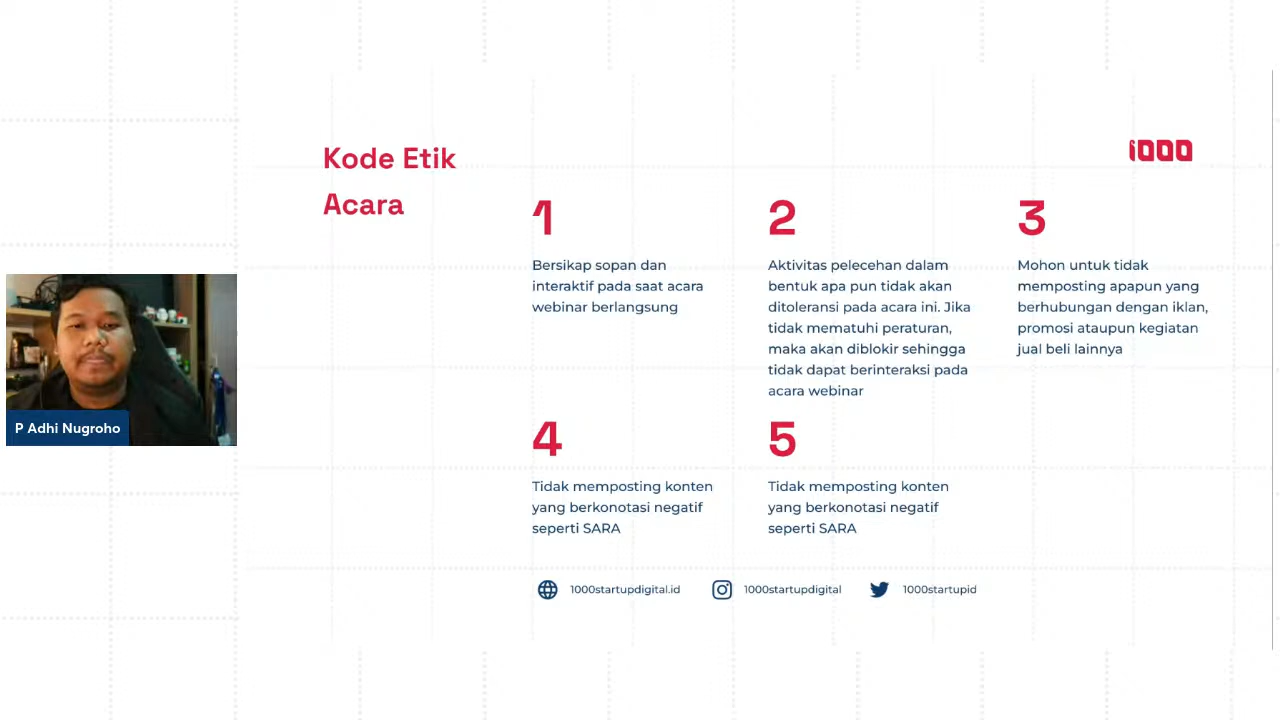 Kode Etik
Acara
1000
1
Bersikap sopan dan
interaktif pada saat acara
webinar berlangsung
2
Aktivitas pelecehan dalam
bentuk apa pun tidak akan
ditoleransi pada acara ini. Jika
tidak mematuhi peraturan,
maka akan diblokir sehingga
tidak dapat berinteraksi pada
acara webinar
3
Mohon untuk tidak
memposting apapun yang
berhubungan dengan iklan,
promosi ataupun kegiatan
jual beli lainnya
P Adhi Nugroho
4
Tidak memposting konten
yang berkonotasi negatif
seperti SARA
5
Tidak memposting konten
yang berkonotasi negatif
seperti SARA
1000startupdigital.id
1000startupdigital
1000startupid